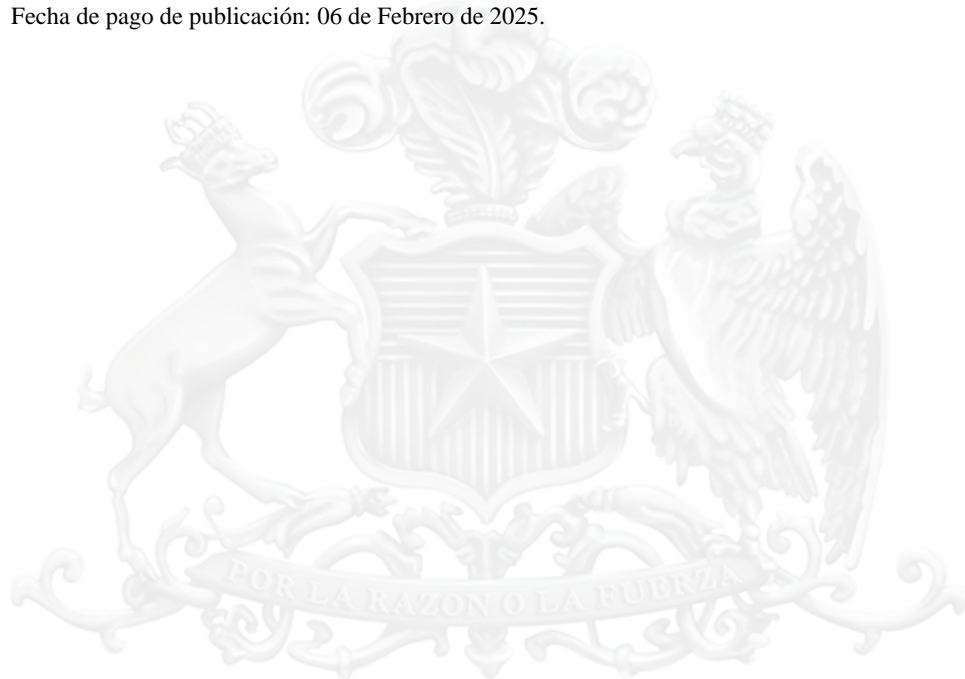 Fecha de pago de publicación: 06 de Febrero de 2025.
POR LA RAZON O LA FUERZA